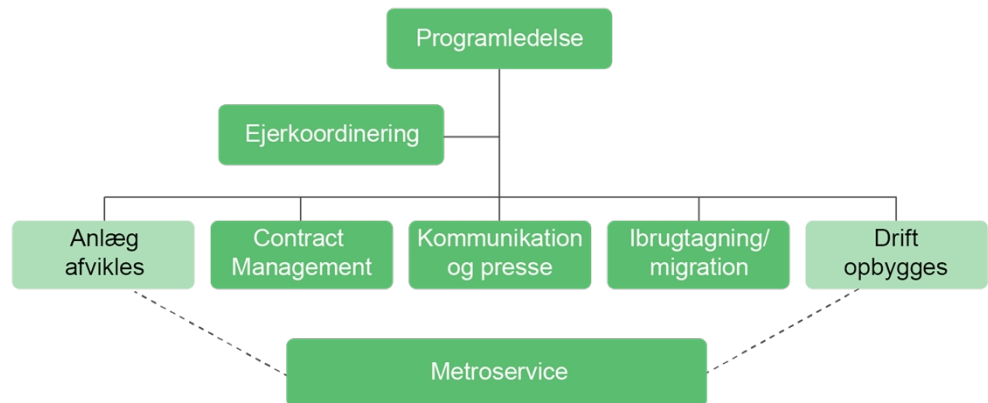 Programledelse
Ejerkoordinering
Anlæg
afvikles
Contract
Management
Kommunikation
og presse
Ibrugtagning/
migration
Drift
opbygges
Metroservice